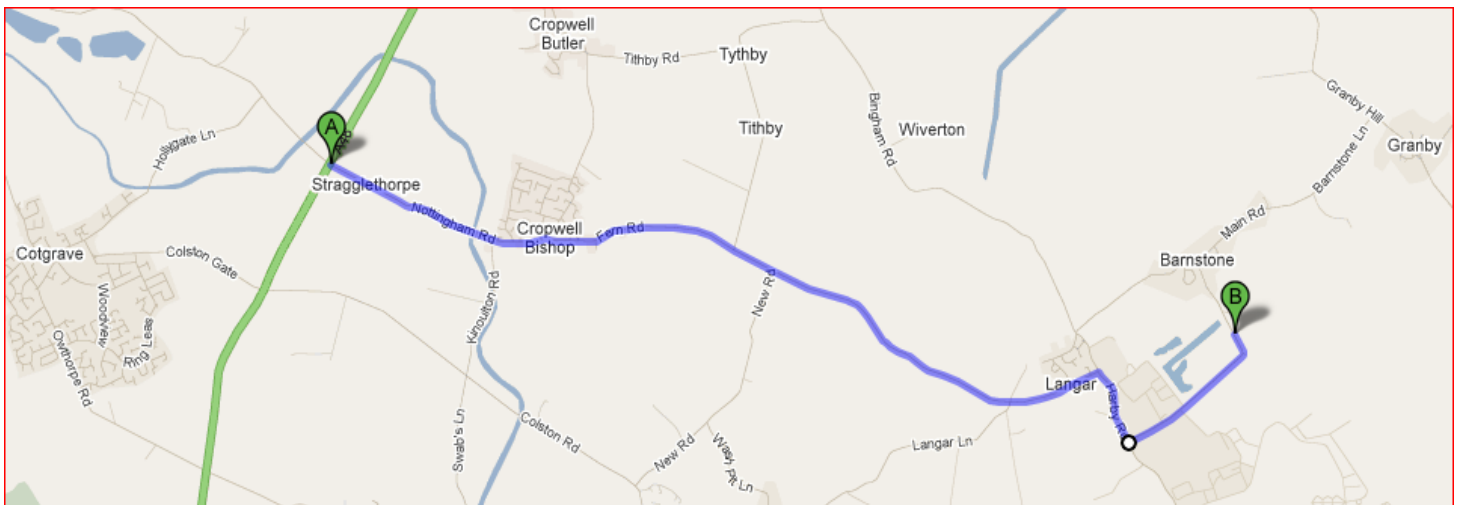 Cropwell
Butler
Tithby Rd
Tythby
Granby Hill
Hollygate Ln
A
Tithby
Bingham Rd
Wiverton
Granby
Barnstone Ln
Stragglethorpe
Nottingham Rd
Cropwell
Bishop
Fern Rd
Main Rd
Cotgrave
Colston Gate
Barnstone
Woodview
Ring Leas
Owthorpe Rd
Kinoulton Rd
New Rd
B
Langar
Harby Rd
Swab's Ln
Colston Rd
New Rd
Wash Pit Ln
Langar Ln